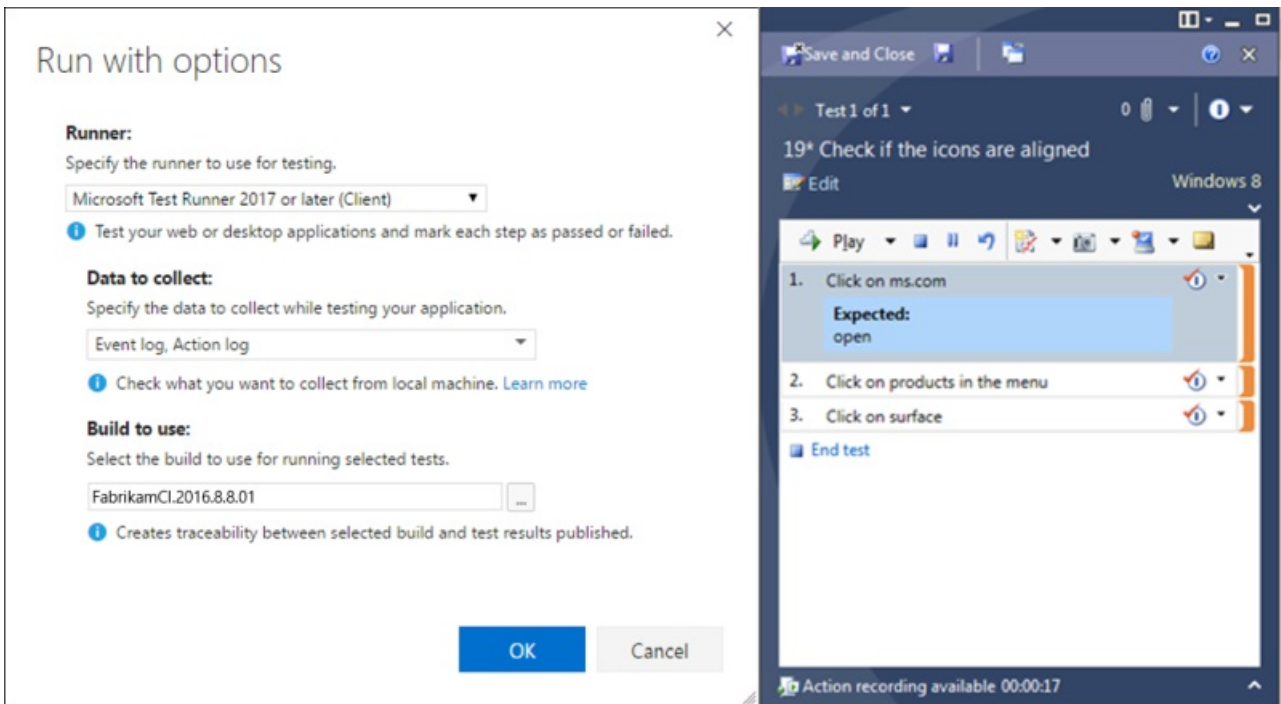 Run with options
Runner:
Specify the runner to use for testing.
Microsoft Test Runner 2017 or later (Client)
Test your web or desktop applications and mark each step as passed or failed.
Data to collect:
Specify the data to collect while testing your application.
Event log, Action log
Check what you want to collect from local machine. Learn more
Build to use:
Select the build to use for running selected tests.
FabrikamCI.2016.8.8.01
...
Creates traceability between selected build and test results published.
OK Cancel
Save and Close
Test 1 of 1 0
19* Check if the icons are aligned
Edit Windows 8
Play
1. Click on ms.com
Expected:
open
2. Click on products in the menu
3. Click on surface
End test
Action recording available 00:00:17